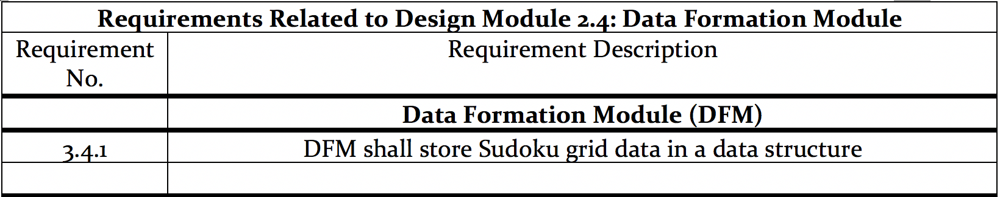 Requirements Related to Design Module 2.4: Data Formation Module
Requirement
No.
Requirement Description
Data Formation Module (DFM)
3.4.1
DFM shall store Sudoku grid data in a data structure